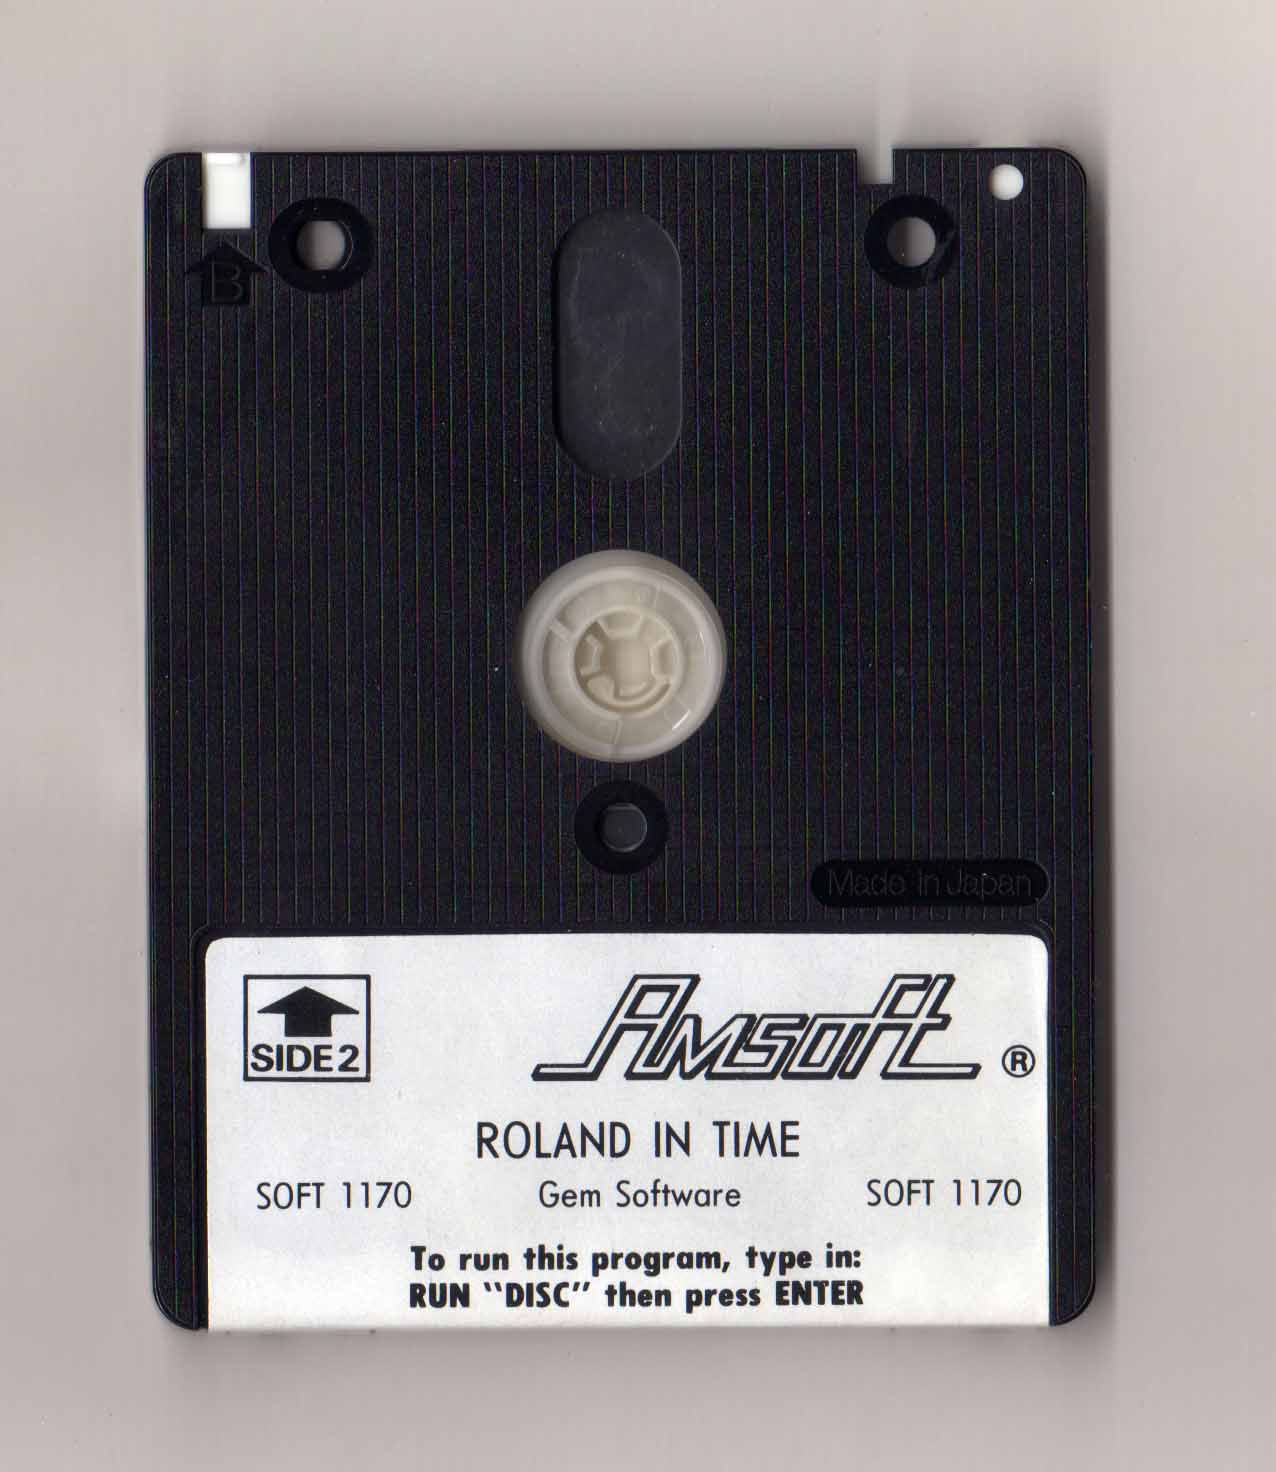 B
Made in Japan
SIDE 2
Amsoft ®
ROLAND IN TIME
SOFT 1170 Gem Software SOFT 1170
To run this program, type in:
RUN "DISC" then press ENTER